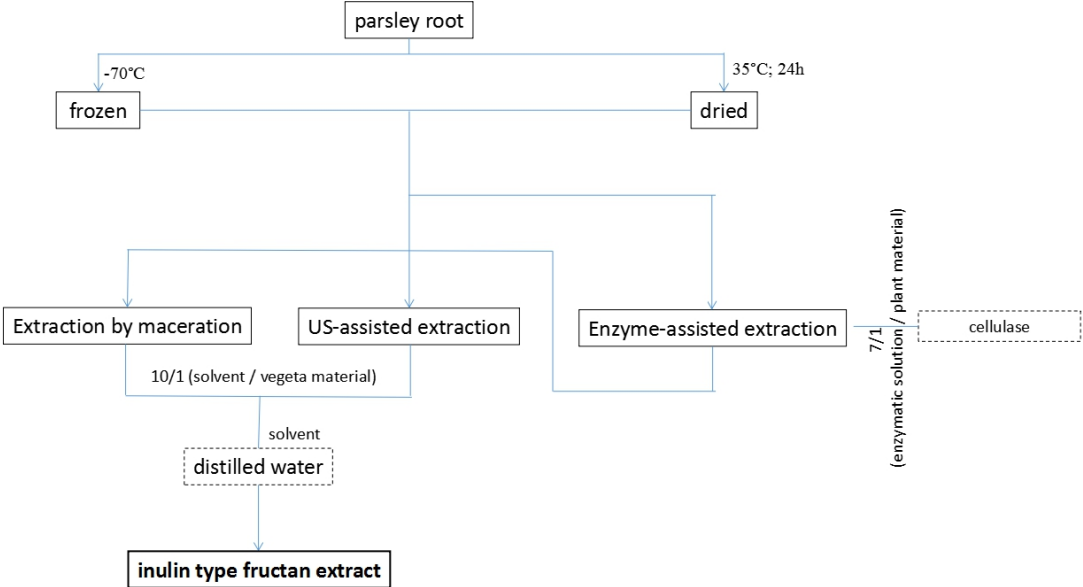 parsley root
-70°C
35°C; 24h
frozen
dried
Extraction by maceration
US-assisted extraction
Enzyme-assisted extraction
7/1
(enzymatic solution / plant material)
cellulase
10/1 (solvent / vegeta material)
solvent
distilled water
inulin type fructan extract